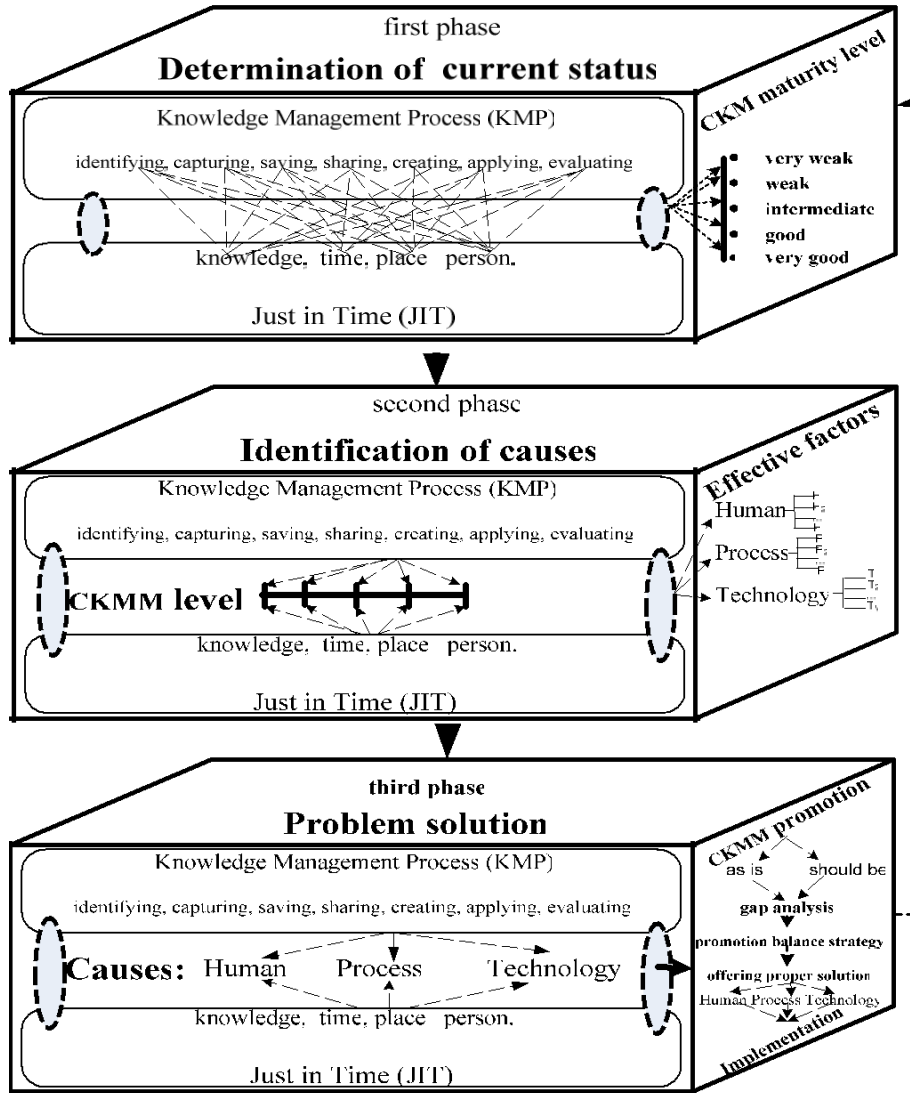 first phase
Determination of current status
Knowledge Management Process (KMP)
identifying, capturing, saving, sharing, creating, applying, evaluating
knowledge, time, place person.
Just in Time (JIT)
CKM maturity level
very weak
weak
intermediate
good
very good
second phase
Identification of causes
Knowledge Management Process (KMP)
identifying, capturing, saving, sharing, creating, applying, evaluating
CKMM level
knowledge, time, place person.
Just in Time (JIT)
Effective factors
Human
Process
Technology
third phase
Problem solution
Knowledge Management Process (KMP)
identifying, capturing, saving, sharing, creating, applying, evaluating
Causes: Human Process Technology
knowledge, time, place person.
Just in Time (JIT)
CKMM promotion
as is should be
gap analysis
promotion balance strategy
offering proper solution
Human Process Technology
Implementation